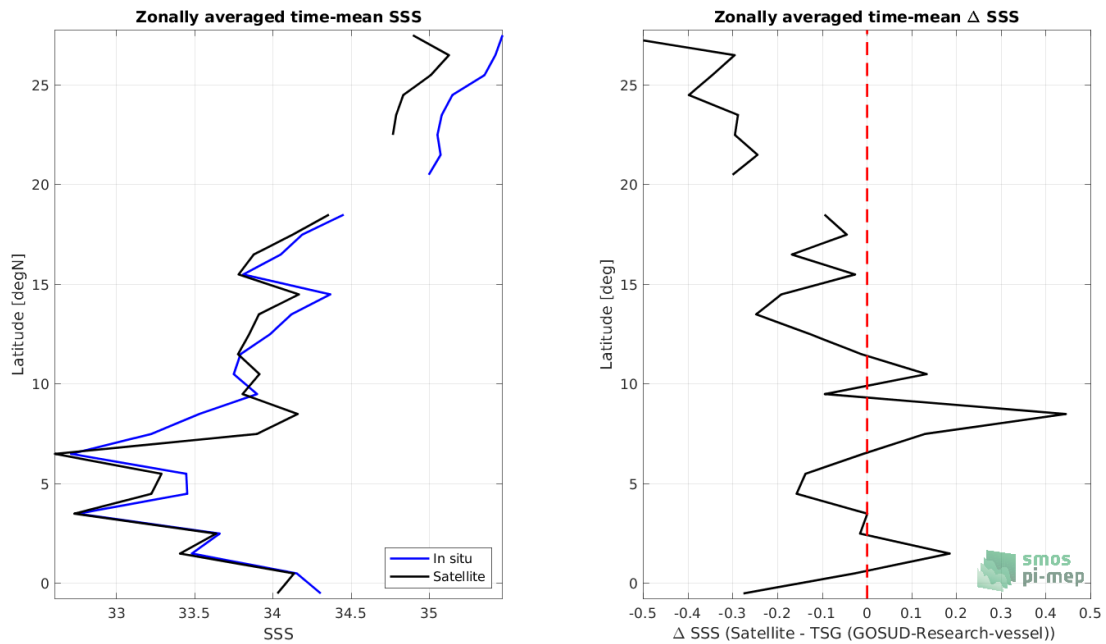 Zonally averaged time-mean SSS
Latitude [degN]
25
20
15
10
5
0
33
33.5
34
34.5
35
SSS
In situ
Satellite
Zonally averaged time-mean Δ SSS
Latitude [deg]
25
20
15
10
5
0
-0.5
-0.4
-0.3
-0.2
-0.1
0
0.1
0.2
0.3
0.4
0.5
Δ SSS (Satellite - TSG (GOSUD-Research-vessel))
smos
pi-mep